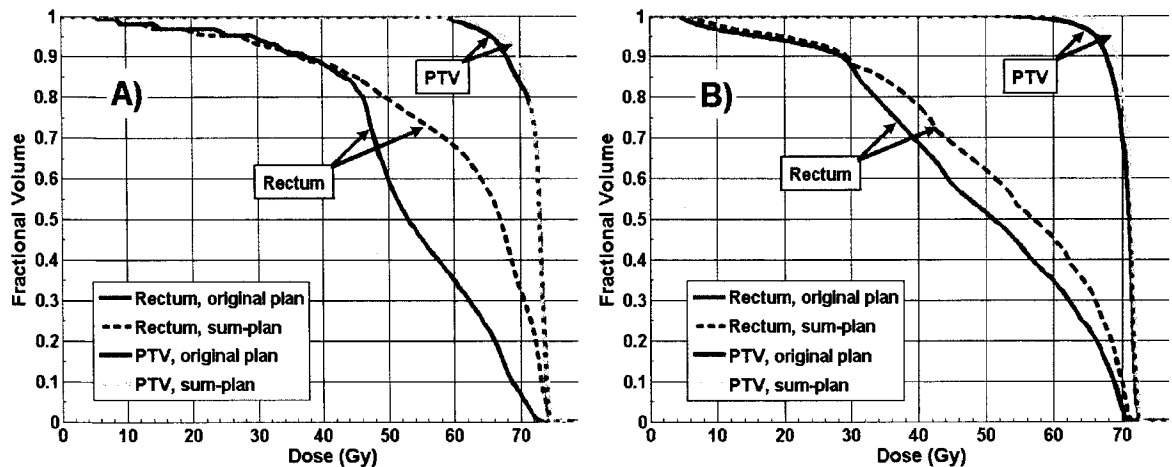 A)
Fractional Volume
1
0.9
0.8
0.7
0.6
0.5
0.4
0.3
0.2
0.1
0
PTV
Rectum
Rectum, original plan
Rectum, sum-plan
PTV, original plan
PTV, sum-plan
0 10 20 30 40 50 60 70
Dose (Gy)
B)
Fractional Volume
1
0.9
0.8
0.7
0.6
0.5
0.4
0.3
0.2
0.1
0
PTV
Rectum
Rectum, original plan
Rectum, sum-plan
PTV, original plan
PTV, sum-plan
0 10 20 30 40 50 60 70
Dose (Gy)